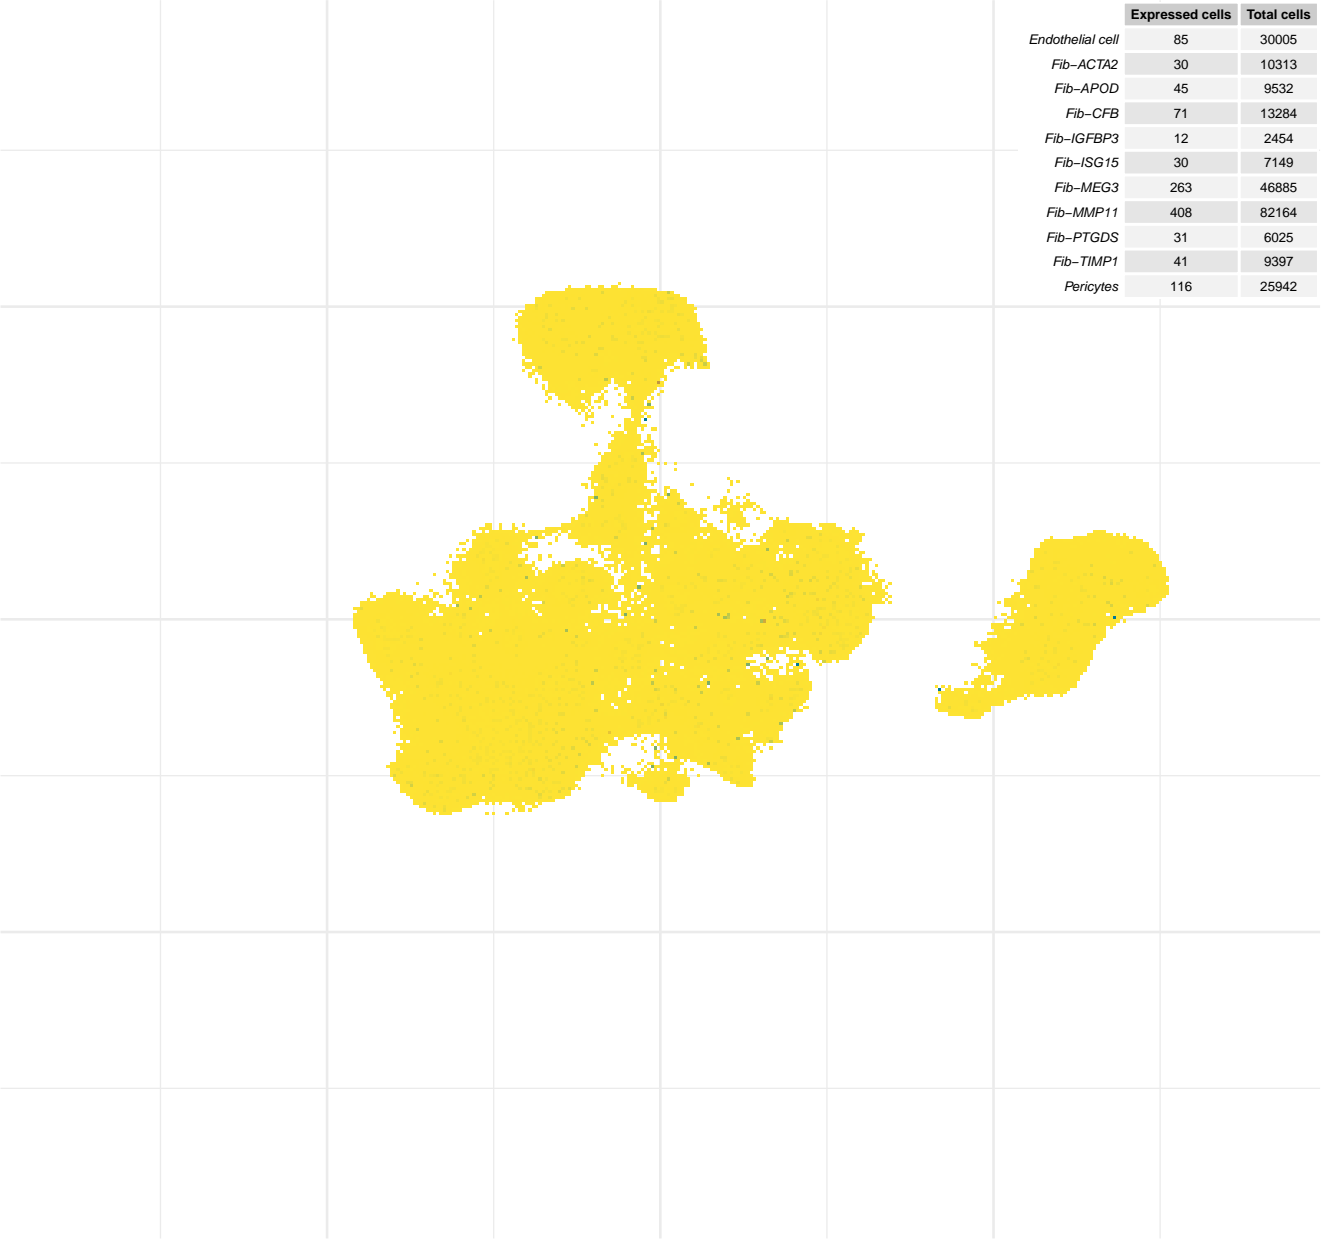 Expressed cells Total cells
Endothelial cell 85 30005
Fib−ACTA2 30 10313
Fib−APOD 45 9532
Fib−CFB 71 13284
Fib−IGFBP3 12 2454
Fib−ISG15 30 7149
Fib−MEG3 263 46885
Fib−MMP11 408 82164
Fib−PTGDS 31 6025
Fib−TIMP1 41 9397
Pericytes 116 25942